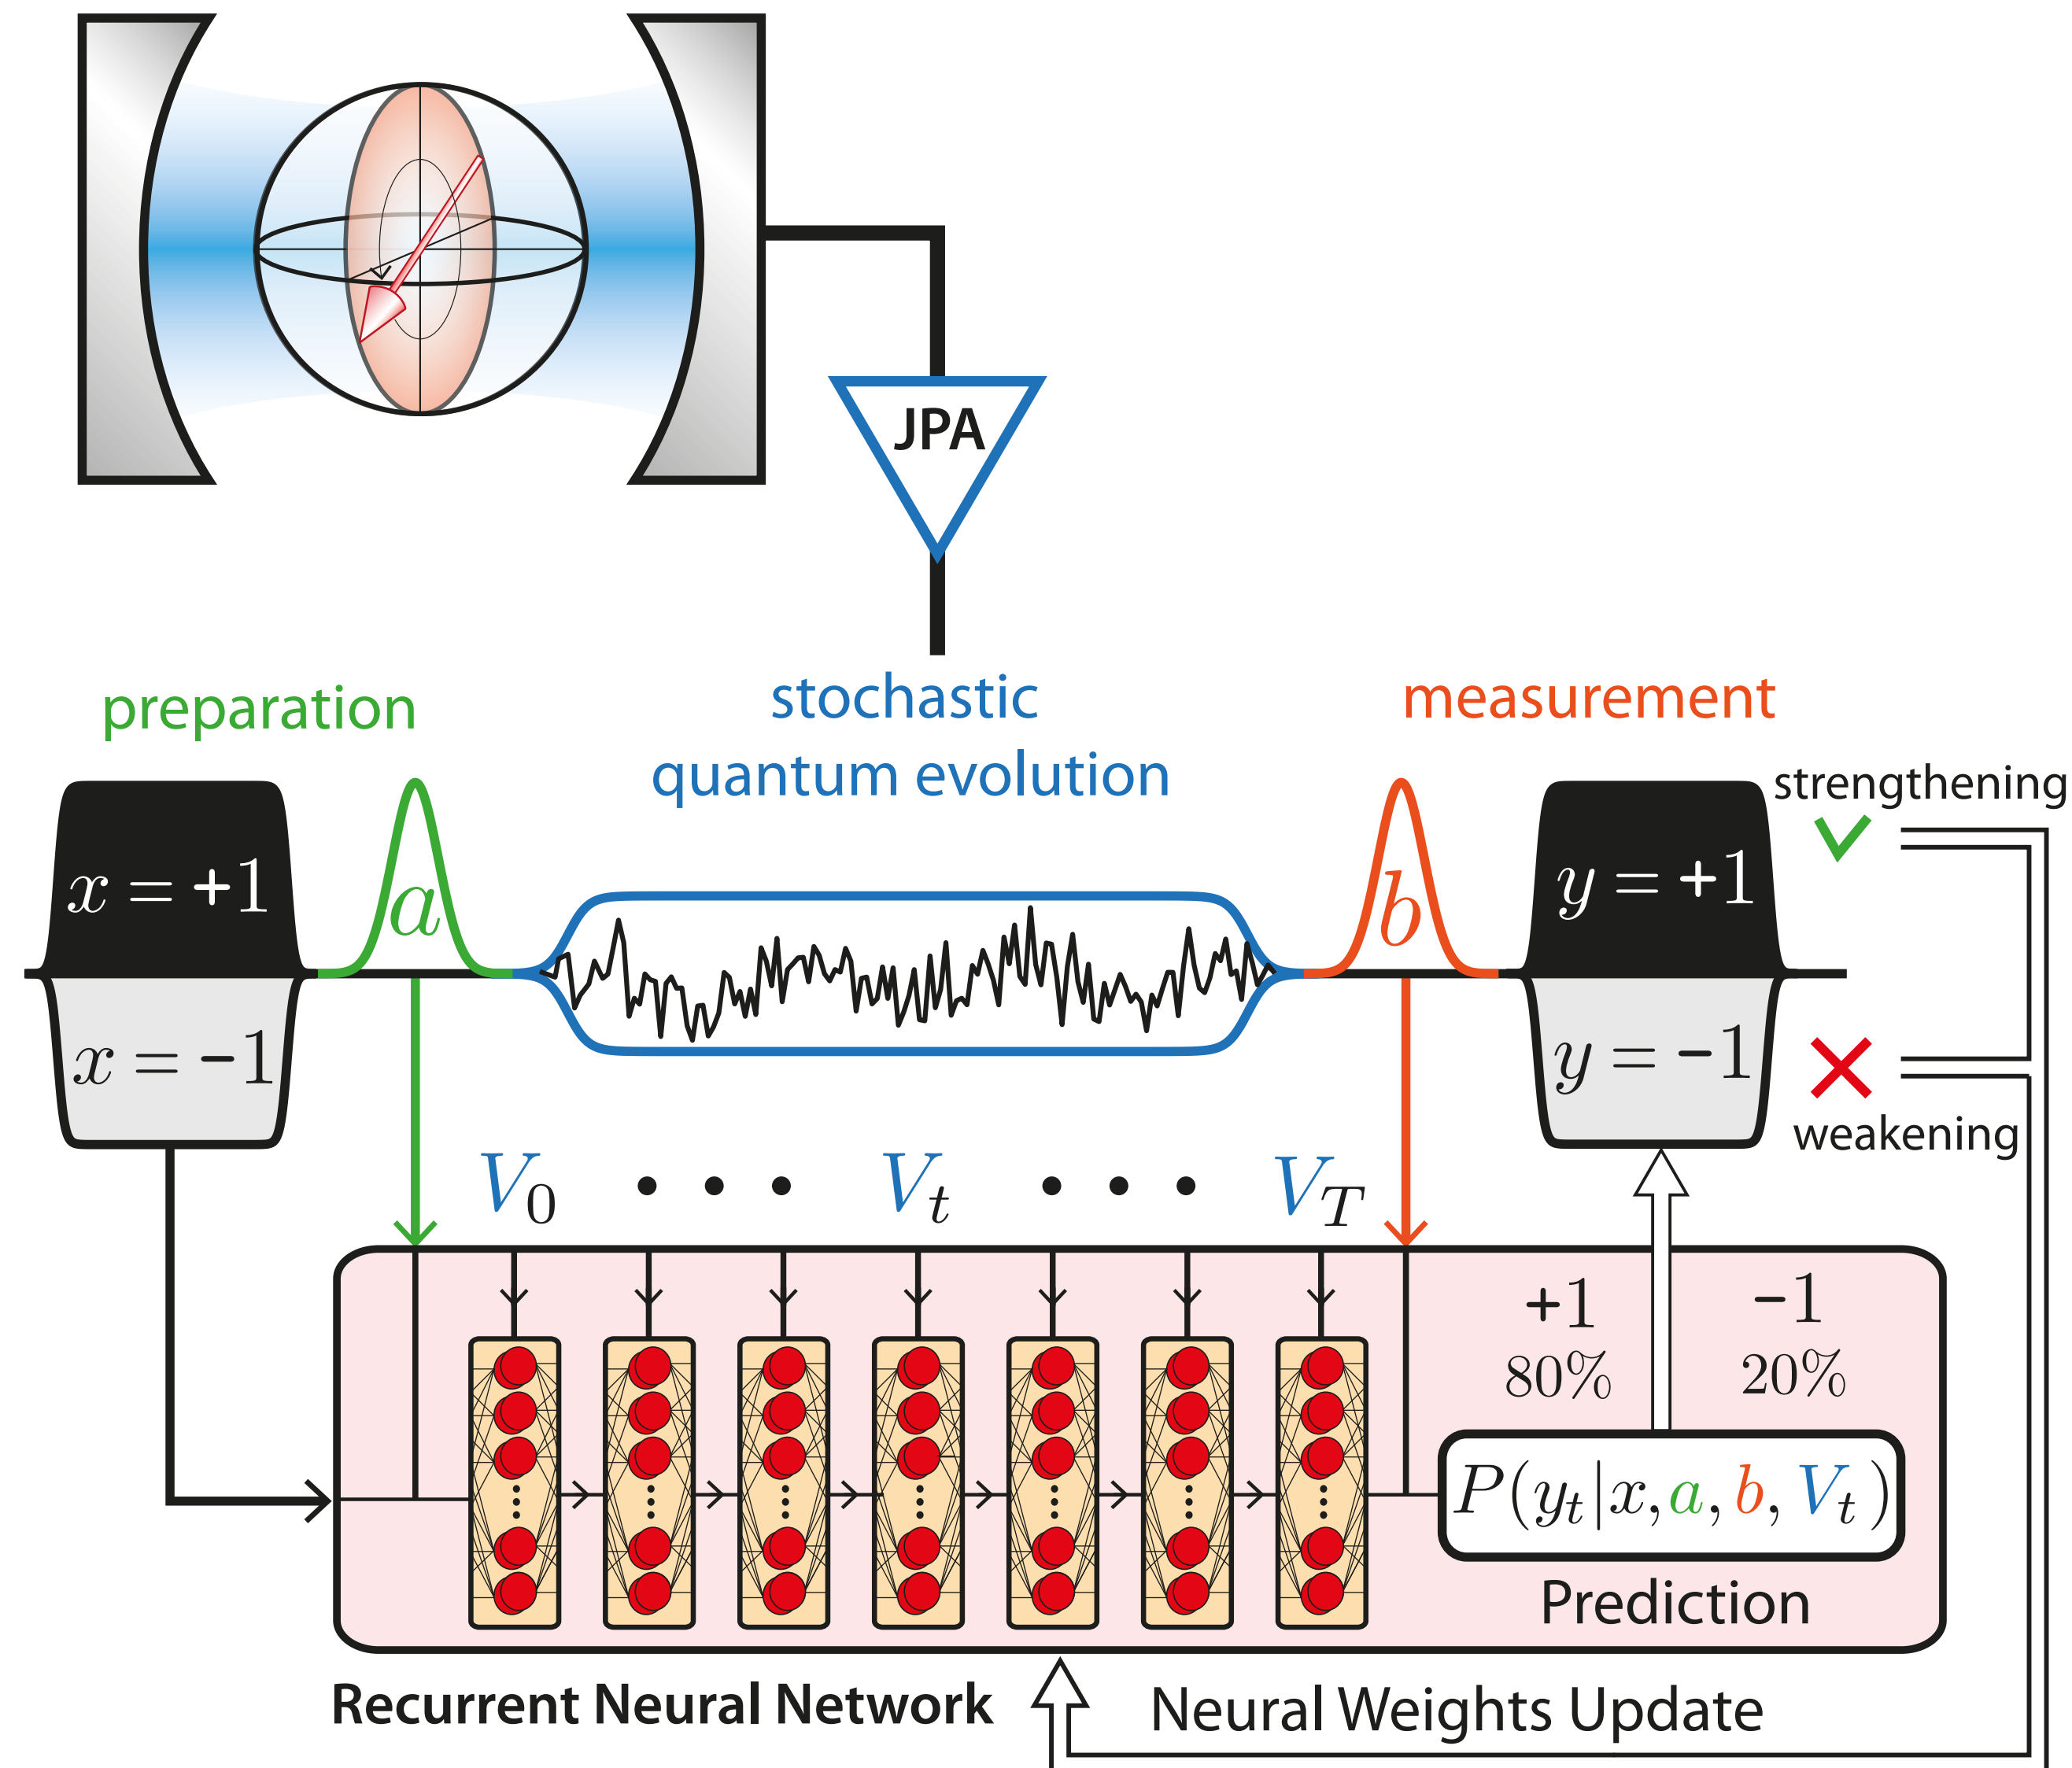 JPA
preparation
stochastic
quantum evolution
measurement
strengthening
x = +1
a
b
y = +1
x = −1
y = −1
weakening
V0 • • • Vt • • • VT
+1 −1
80% 20%
P(yt|x, a, b, Vt)
Prediction
Recurrent Neural Network
Neural Weights Update